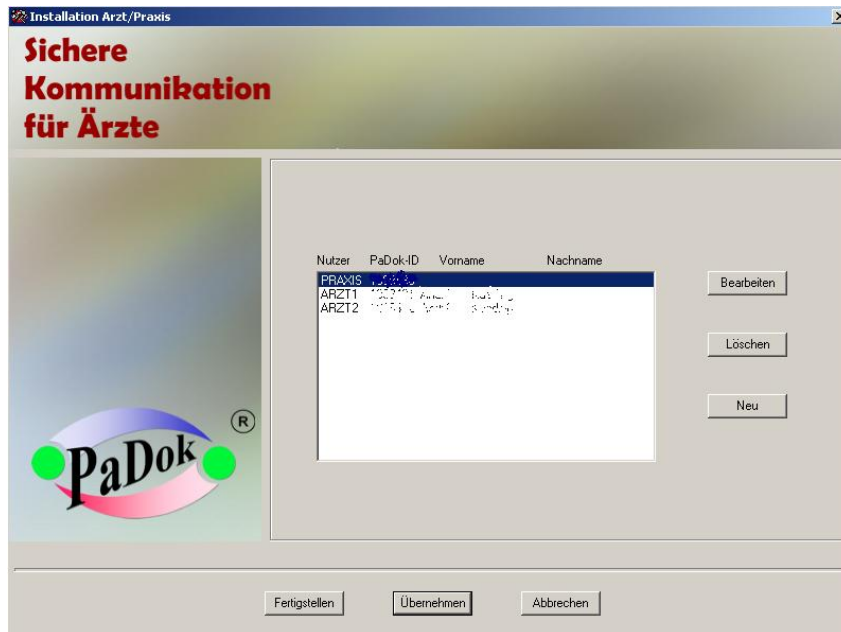 Installation Arzt/Praxis
Sichere
Kommunikation
für Ärzte
Nutzer PaDok-ID Vorname Nachname
PRAXIS
ARZT1
ARZT2
Bearbeiten
Löschen
Neu
PaDok ®
Fertigstellen Übernehmen Abbrechen